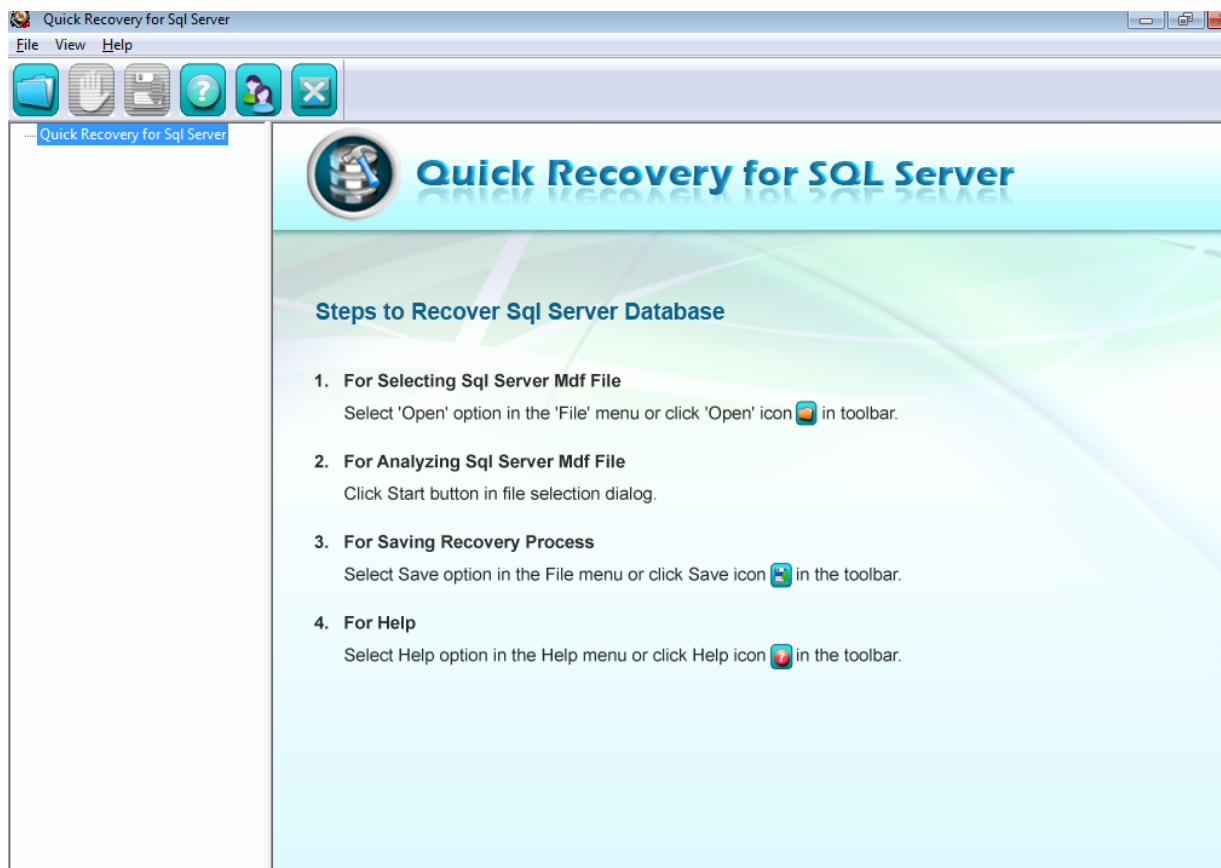 Quick Recovery for Sql Server
File View Help
Quick Recovery for Sql Server
Quick Recovery for SQL Server
Steps to Recover Sql Server Database
1. For Selecting Sql Server Mdf File
Select 'Open' option in the 'File' menu or click 'Open' icon in toolbar.
2. For Analyzing Sql Server Mdf File
Click Start button in file selection dialog.
3. For Saving Recovery Process
Select Save option in the File menu or click Save icon in the toolbar.
4. For Help
Select Help option in the Help menu or click Help icon in the toolbar.